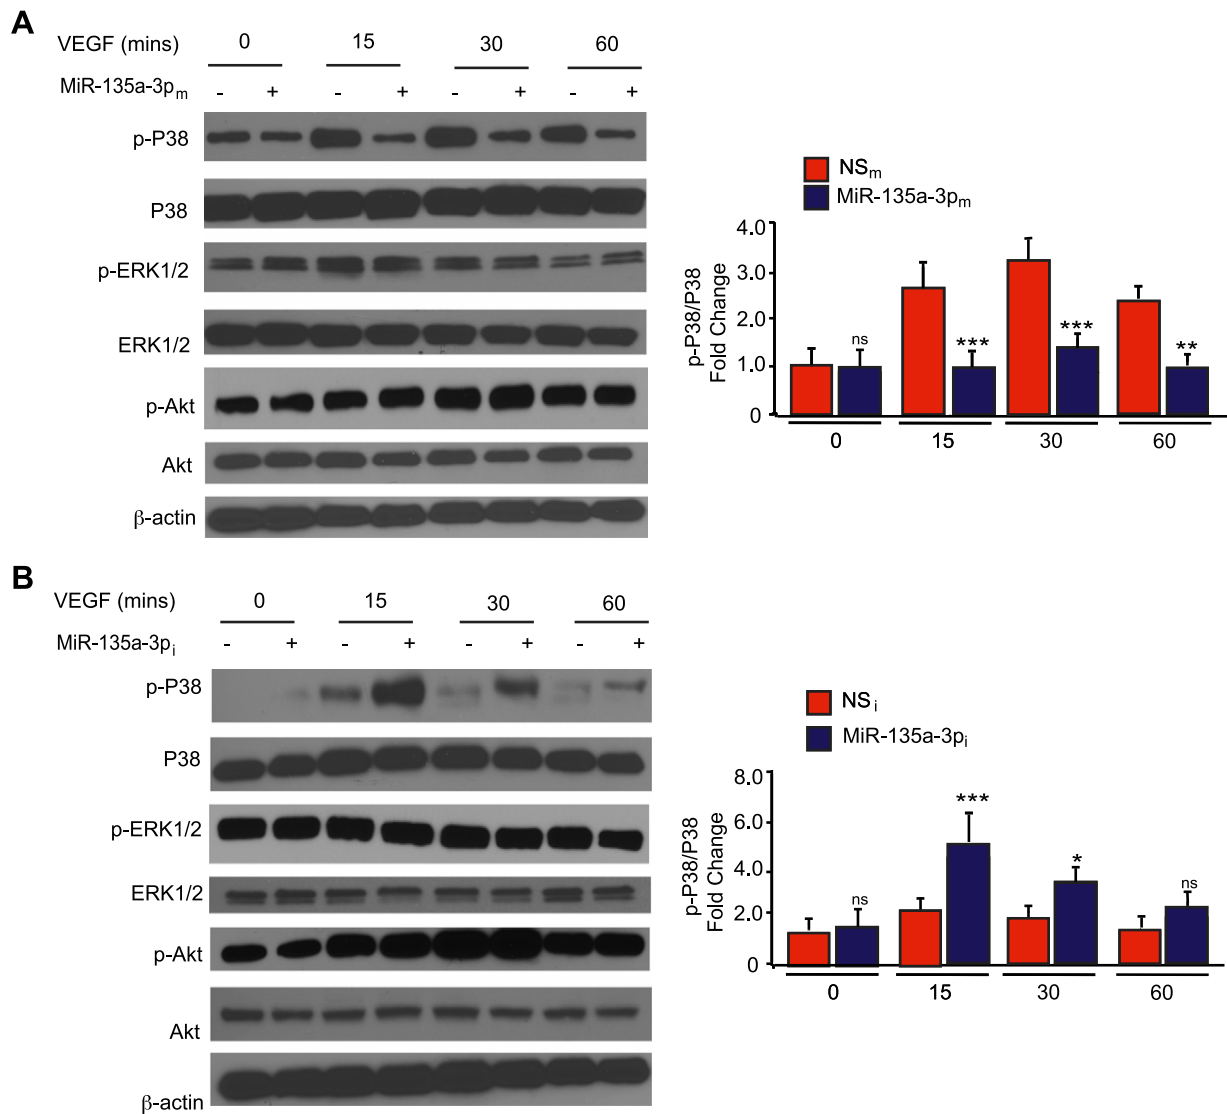 A
VEGF (mins) 0 15 30 60
MiR-135a-3pm - + - + - + - +
p-P38
P38
p-ERK1/2
ERK1/2
p-Akt
Akt
β-actin
NSm
MiR-135a-3pm
p-P38/P38
Fold Change
4.0
3.0
2.0
1.0
0
ns *** *** **
0 15 30 60
B
VEGF (mins) 0 15 30 60
MiR-135a-3pi - + - + - + - +
p-P38
P38
p-ERK1/2
ERK1/2
p-Akt
Akt
β-actin
NSi
MiR-135a-3pi
p-P38/P38
Fold Change
8.0
6.0
4.0
2.0
0
ns *** * ns
0 15 30 60